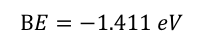 BE = −1.411 eV